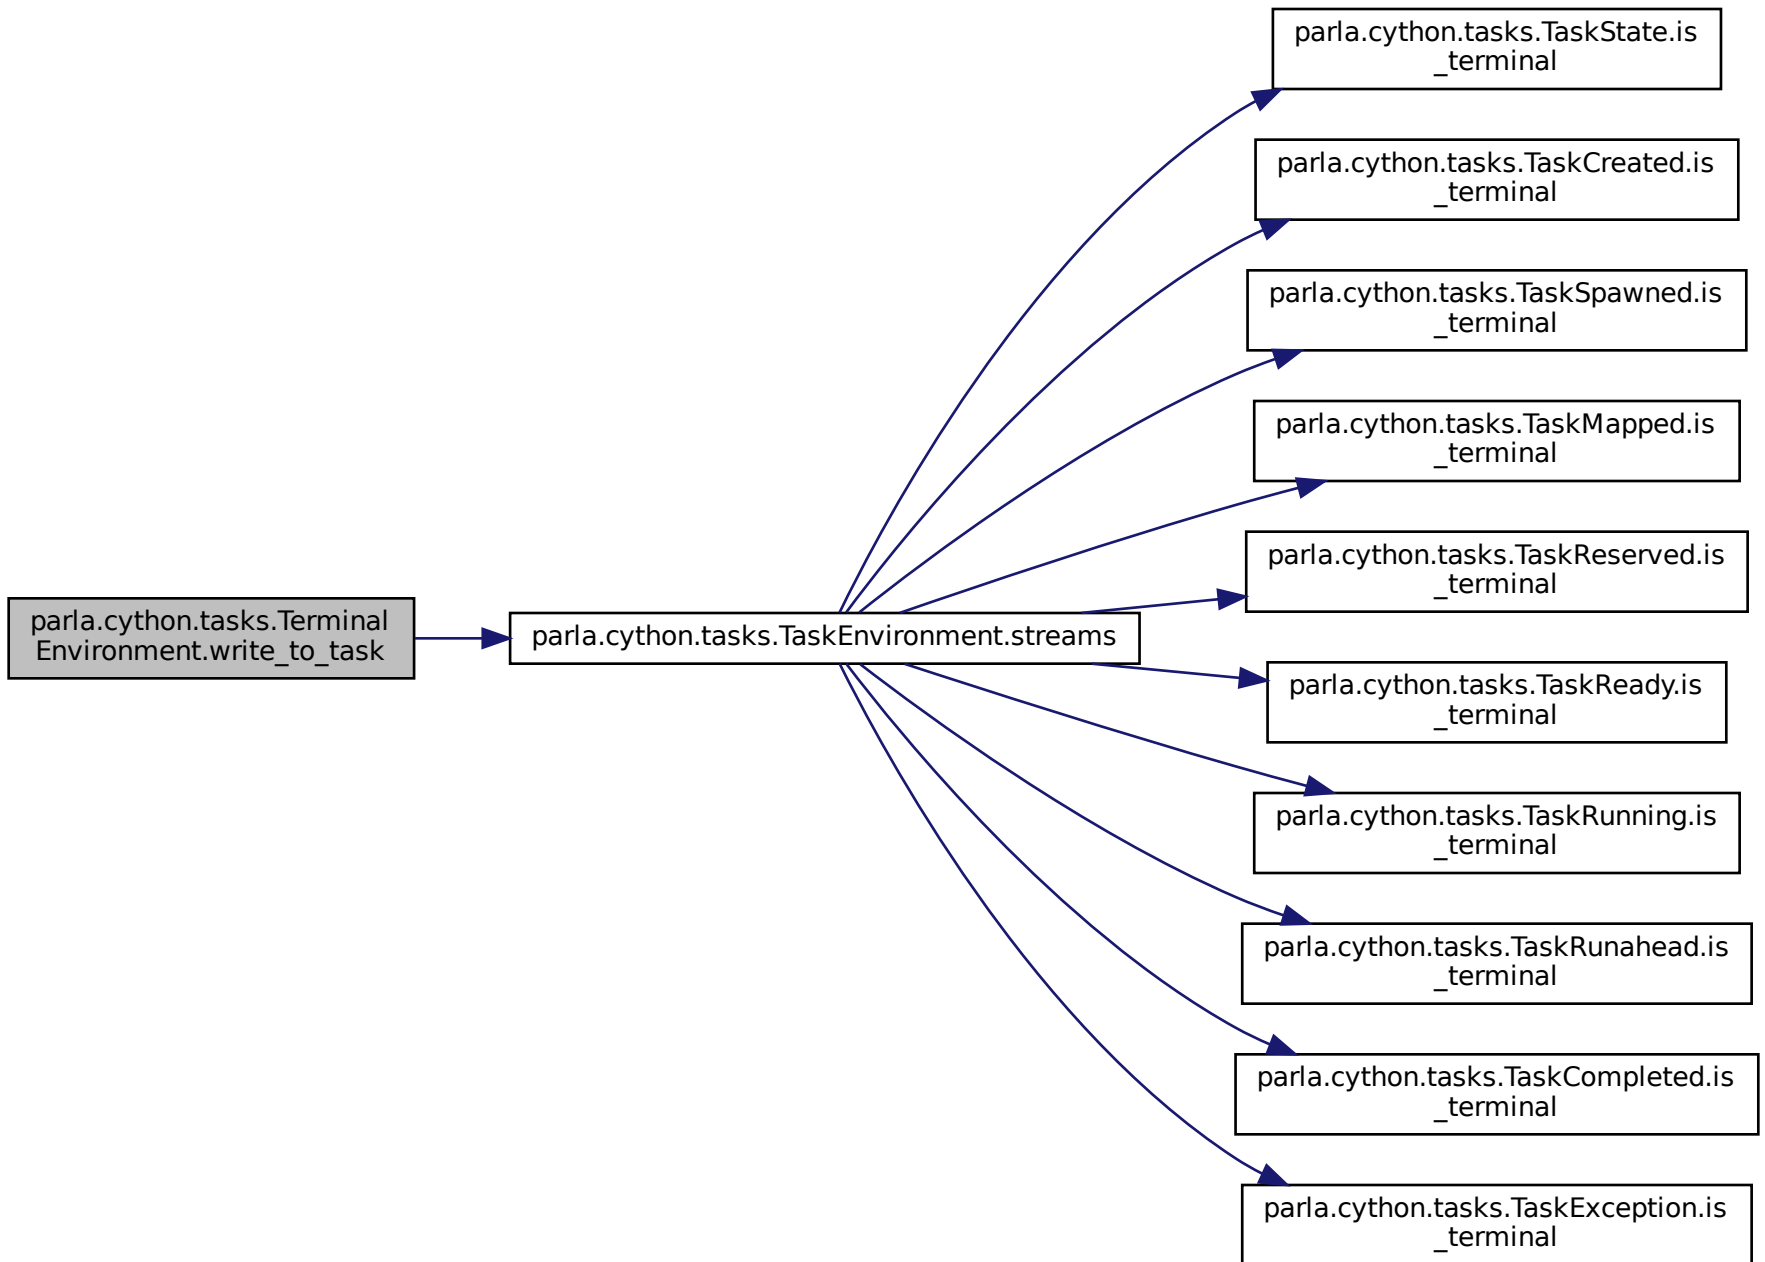 parla.cython.tasks.TaskState.is
_terminal
parla.cython.tasks.TaskCreated.is
_terminal
parla.cython.tasks.TaskSpawned.is
_terminal
parla.cython.tasks.TaskMapped.is
_terminal
parla.cython.tasks.TaskReserved.is
_terminal
parla.cython.tasks.Terminal
Environment.write_to_task
parla.cython.tasks.TaskEnvironment.streams
parla.cython.tasks.TaskReady.is
_terminal
parla.cython.tasks.TaskRunning.is
_terminal
parla.cython.tasks.TaskRunahead.is
_terminal
parla.cython.tasks.TaskCompleted.is
_terminal
parla.cython.tasks.TaskException.is
_terminal